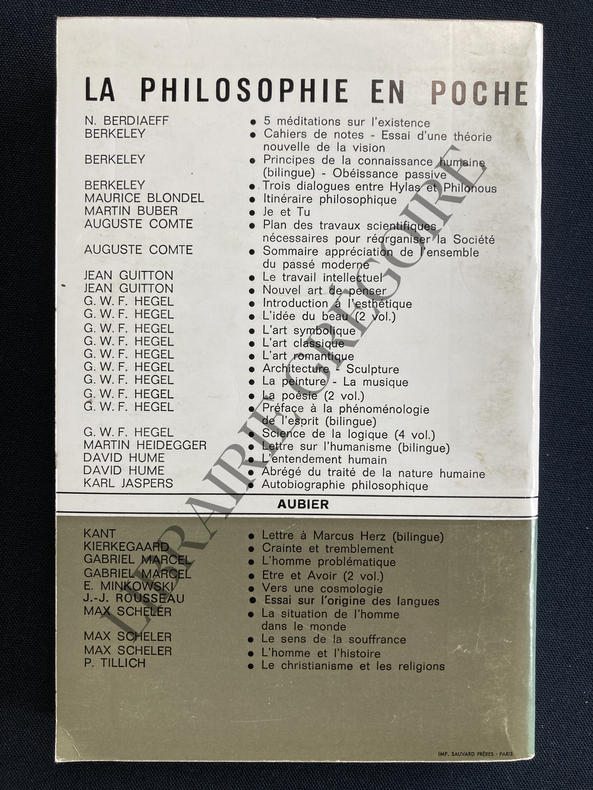 LA PHILOSOPHIE EN POCHE
N. BERDIAEFF • 5 méditations sur l'existence
BERKELEY • Cahiers de notes - Essai d'une théorie
nouvelle de la vision
BERKELEY • Principes de la connaissance humaine
(bilingue) - Obéissance passive
BERKELEY • Trois dialogues entre Hylas et Philonous
MAURICE BLONDEL • Itinéraire philosophique
MARTIN BUBER • Je et Tu
AUGUSTE COMTE • Plan des travaux scientifiques
nécessaires pour réorganiser la Société
AUGUSTE COMTE • Sommaire appréciation de l'ensemble
du passé moderne
JEAN GUITTON • Le travail intellectuel
JEAN GUITTON • Nouvel art de penser
G. W. F. HEGEL • Introduction à l'esthétique
G. W. F. HEGEL • L'idée du beau (2 vol.)
G. W. F. HEGEL • L'art symbolique
G. W. F. HEGEL • L'art classique
G. W. F. HEGEL • L'art romantique
G. W. F. HEGEL • Architecture - Sculpture
G. W. F. HEGEL • La peinture - La musique
G. W. F. HEGEL • La poésie (2 vol.)
G. W. F. HEGEL • Préface à la phénoménologie
de l'esprit (bilingue)
G. W. F. HEGEL • Science de la logique (4 vol.)
MARTIN HEIDEGGER • Lettre sur l'humanisme (bilingue)
DAVID HUME • L'entendement humain
DAVID HUME • Abrégé du traité de la nature humaine
KARL JASPERS • Autobiographie philosophique
AUBIER
KANT • Lettre à Marcus Herz (bilingue)
KIERKEGAARD • Crainte et tremblement
GABRIEL MARCEL • L'homme problématique
GABRIEL MARCEL • Etre et Avoir (2 vol.)
E. MINKOWSKI • Vers une cosmologie
J.-J. ROUSSEAU • Essai sur l'origine des langues
MAX SCHELER • La situation de l'homme
dans le monde
MAX SCHELER • Le sens de la souffrance
MAX SCHELER • L'homme et l'histoire
P. TILLICH • Le christianisme et les religions
IMP. SAUVARD FRÈRES - PARIS
LIBRAIRIE GREGOIRE